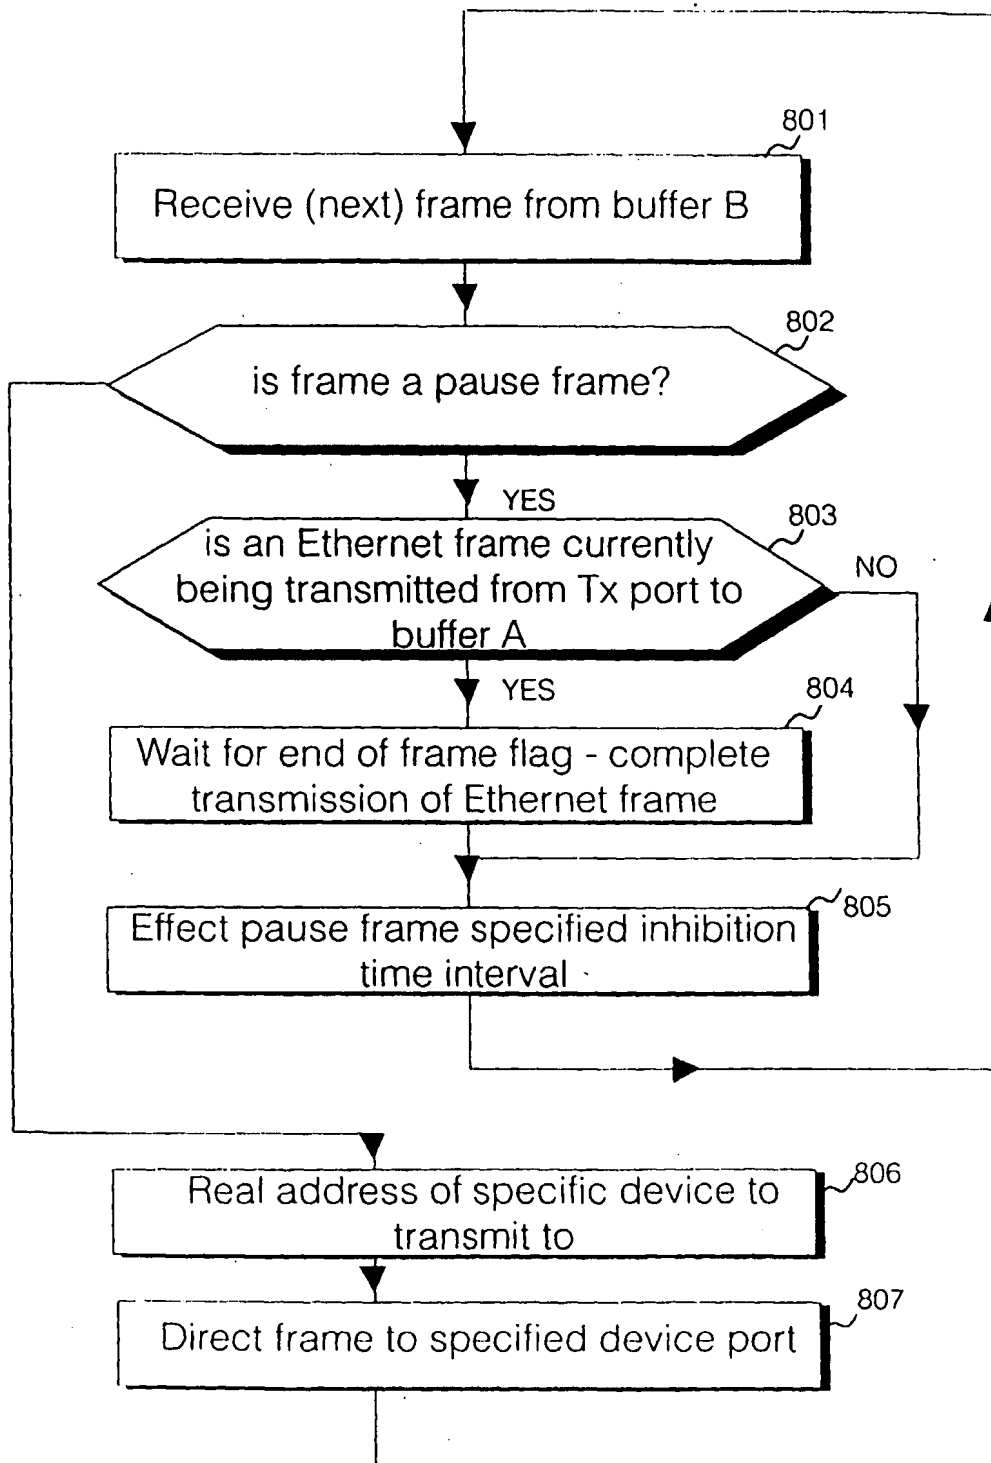 801
Receive (next) frame from buffer B
802
is frame a pause frame?
YES
803
is an Ethernet frame currently
being transmitted from Tx port to
buffer A
NO
YES
804
Wait for end of frame flag - complete
transmission of Ethernet frame
805
Effect pause frame specified inhibition
time interval
806
Real address of specific device to
transmit to
807
Direct frame to specified device port